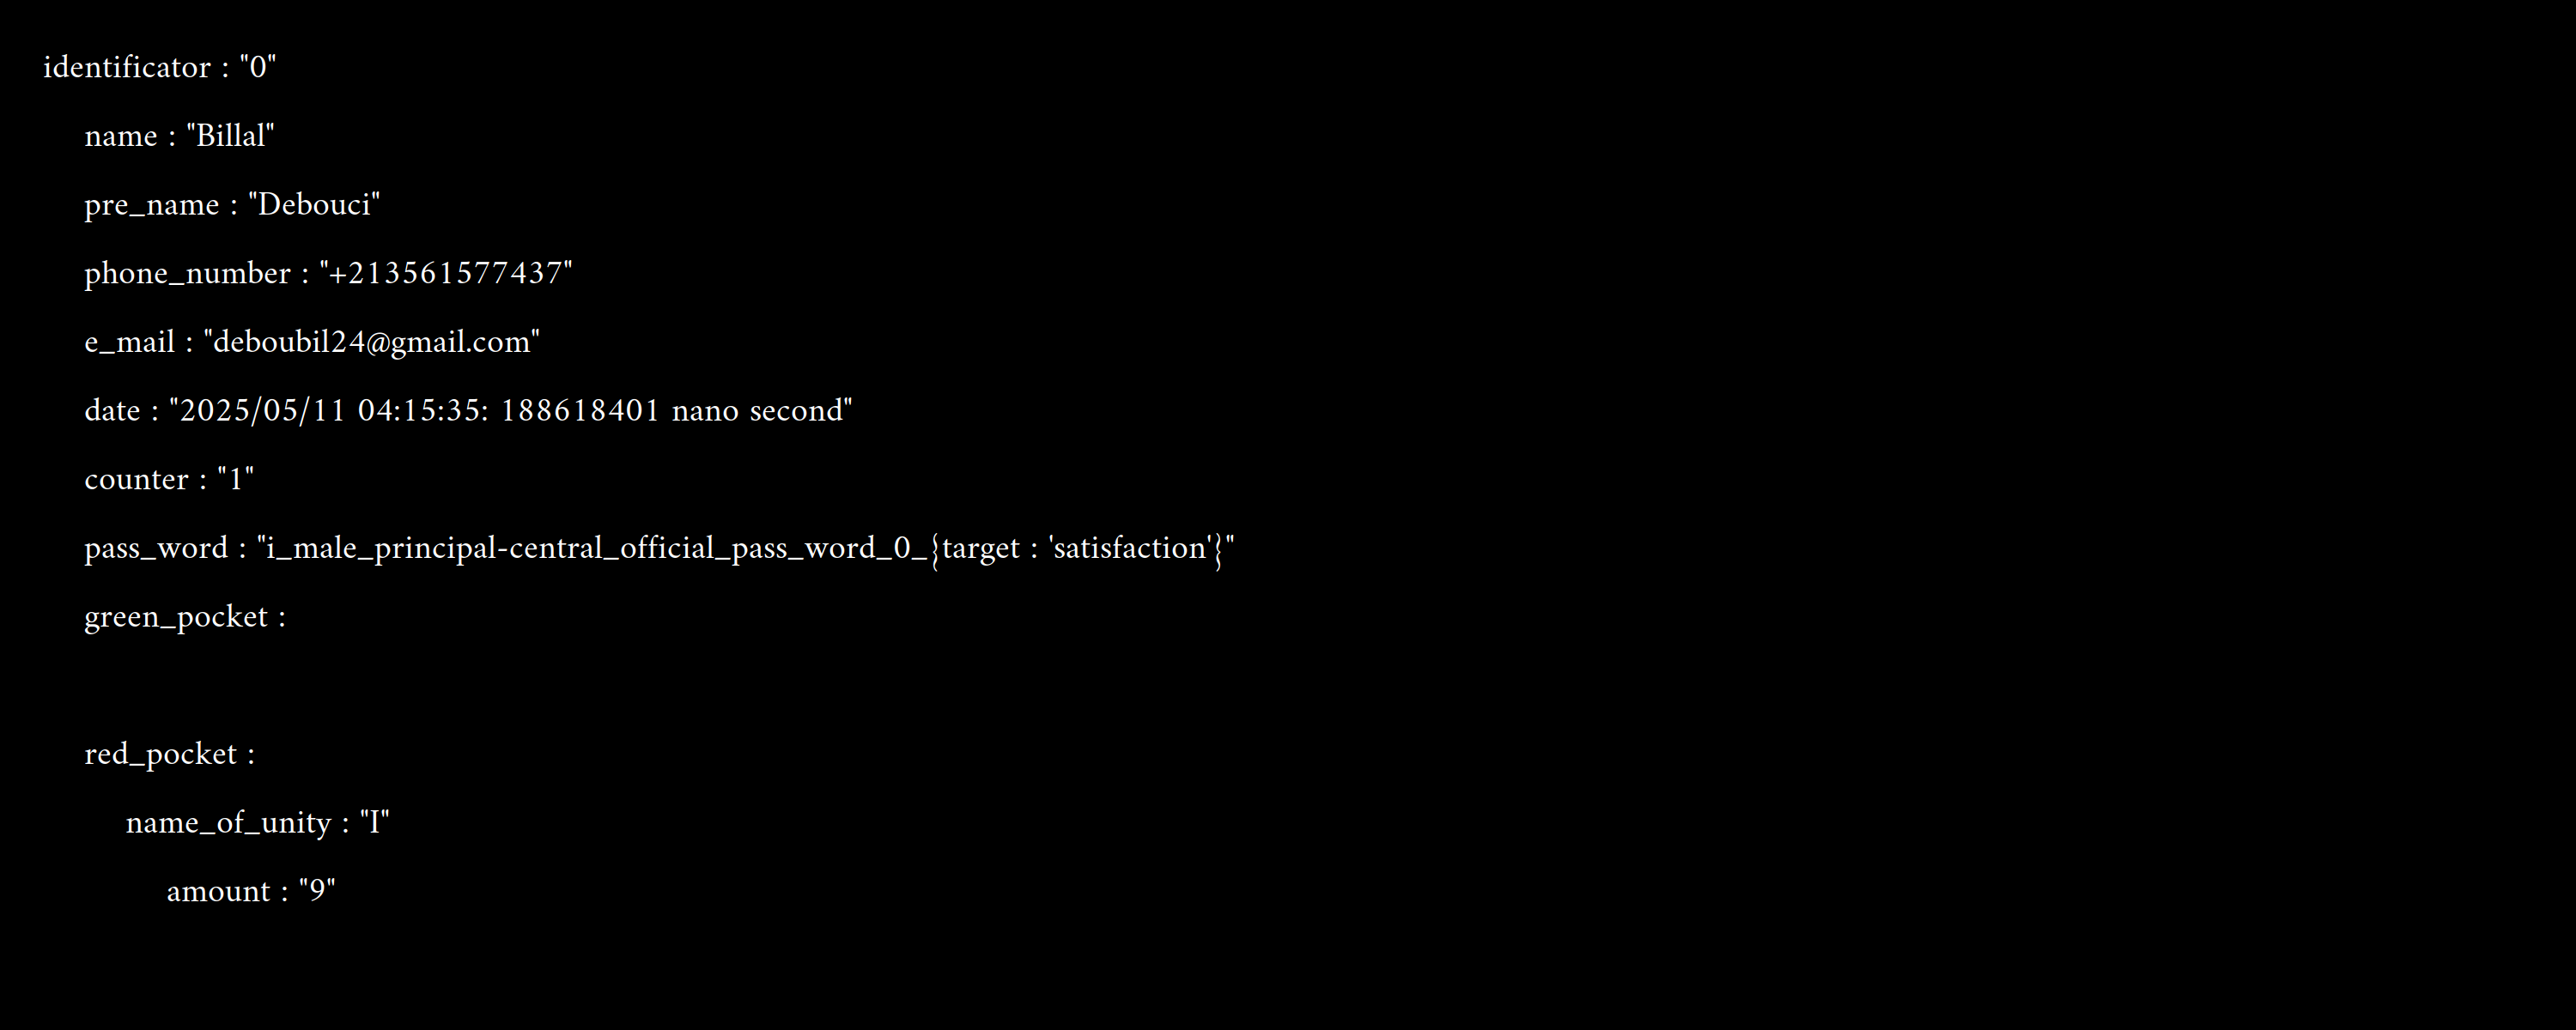 identificator : "0"
name : "Billal"
pre_name : "Debouci"
phone_number : "+213561577437"
e_mail : "deboubil24@gmail.com"
date : "2025/05/11 04:15:35: 188618401 nano second"
counter : "1"
pass_word : "i_male_principal-central_official_pass_word_0_{target : 'satisfaction'}"
green_pocket :
red_pocket :
name_of_unity : "I"
amount : "9"